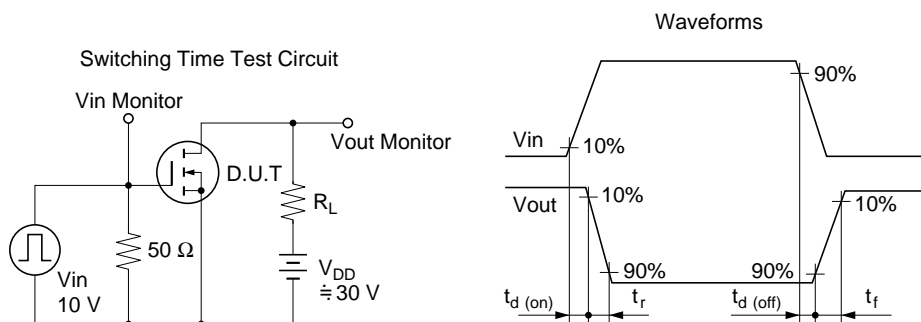 Switching Time Test Circuit
Vin Monitor
Vout Monitor
D.U.T
R_L
50 Ω
Vin
10 V
V_DD
≒30 V
Waveforms
Vin
10%
90%
Vout
10%
90%
90%
10%
t_d (on)
t_r
t_d (off)
t_f